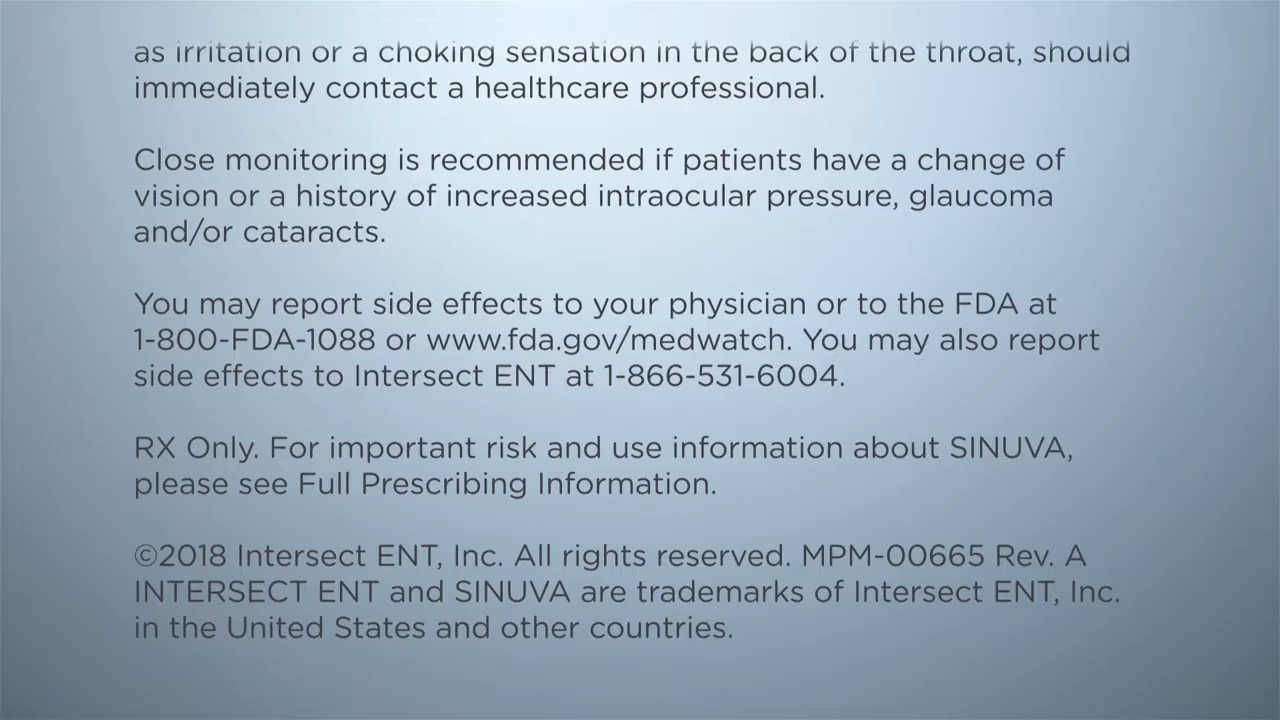 as irritation or a choking sensation in the back of the throat, should
immediately contact a healthcare professional.
Close monitoring is recommended if patients have a change of
vision or a history of increased intraocular pressure, glaucoma
and/or cataracts.
You may report side effects to your physician or to the FDA at
1-800-FDA-1088 or www.fda.gov/medwatch. You may also report
side effects to Intersect ENT at 1-866-531-6004.
RX Only. For important risk and use information about SINUVA,
please see Full Prescribing Information.
©2018 Intersect ENT, Inc. All rights reserved. MPM-00665 Rev. A
INTERSECT ENT and SINUVA are trademarks of Intersect ENT, Inc.
in the United States and other countries.